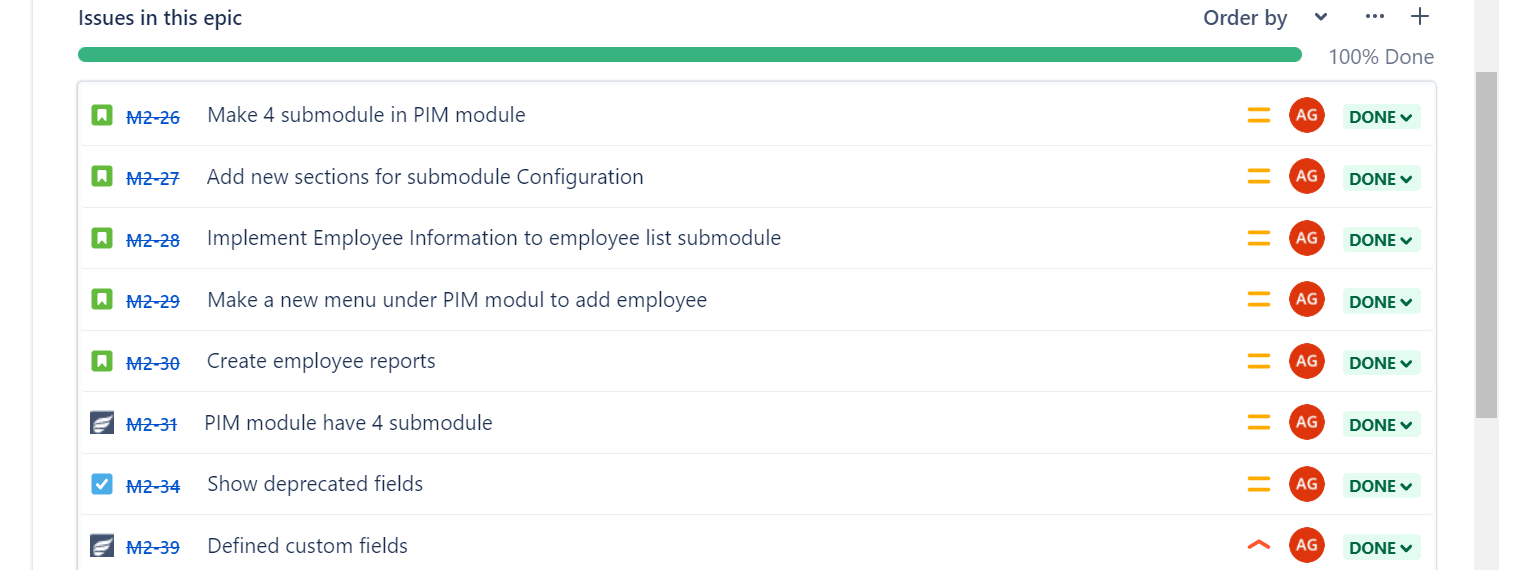 Issues in this epic Order by
100% Done
M2-26 Make 4 submodule in PIM module AG DONE
M2-27 Add new sections for submodule Configuration AG DONE
M2-28 Implement Employee Information to employee list submodule AG DONE
M2-29 Make a new menu under PIM modul to add employee AG DONE
M2-30 Create employee reports AG DONE
M2-31 PIM module have 4 submodule AG DONE
M2-34 Show deprecated fields AG DONE
M2-39 Defined custom fields AG DONE